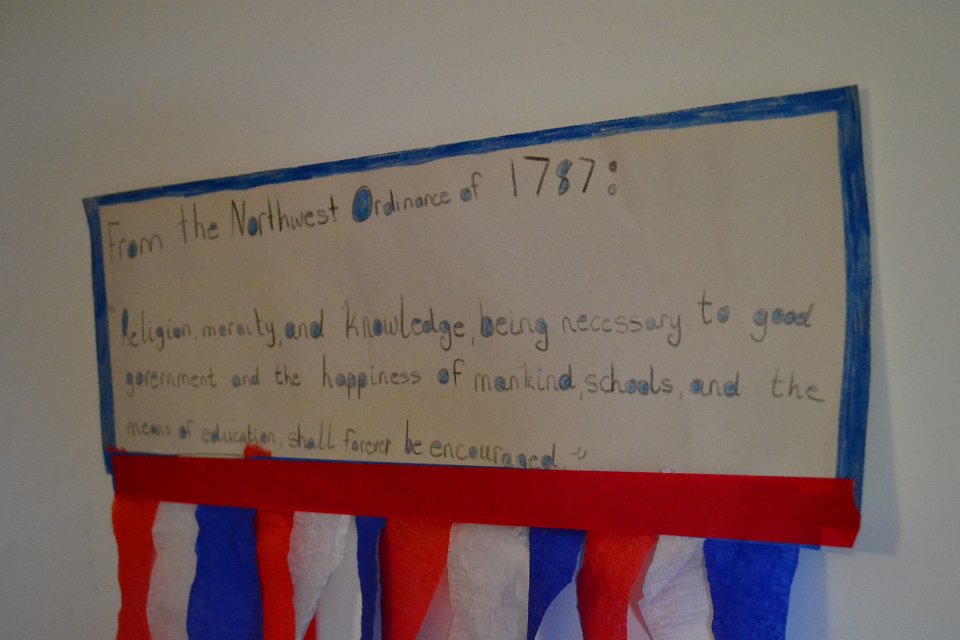 From the Northwest Ordinance of 1787:
"Religion, moraity, and knowledge, being necessary to good
government and the happiness of mankind, schools, and the
means of education, shall forever be encouraged."